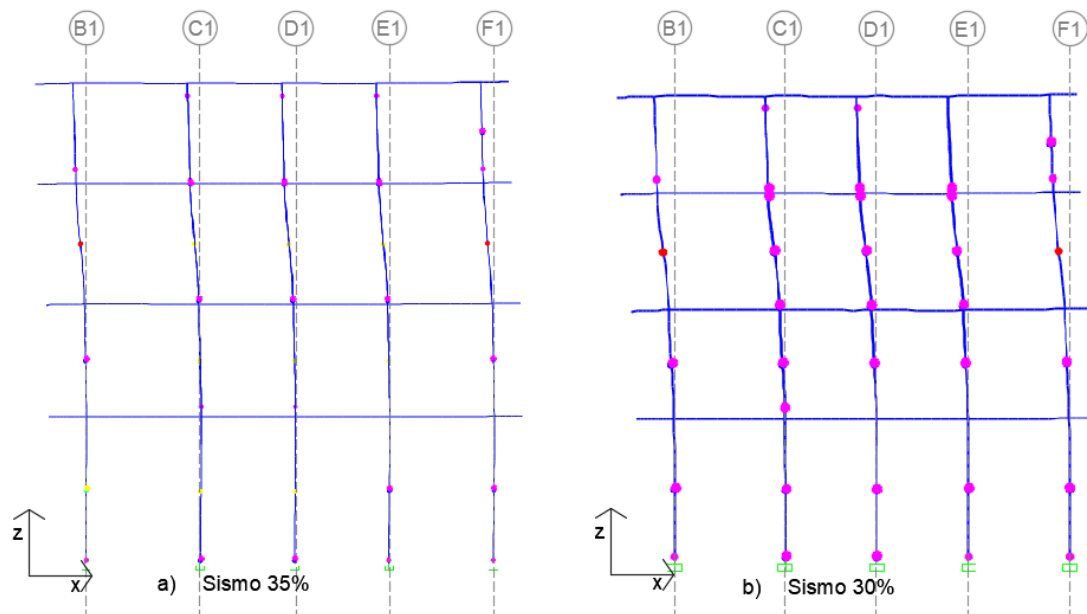 B1 C1 D1 E1 F1
B1 C1 D1 E1 F1
z
x
a) Sismo 35%
z
x
b) Sismo 30%